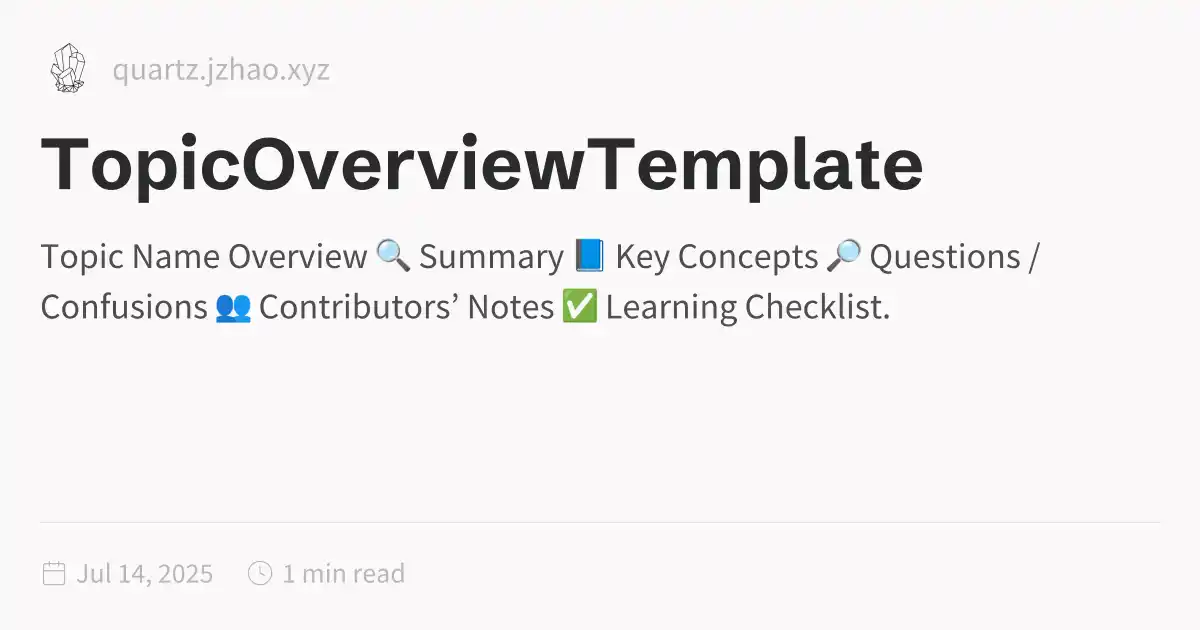 quartz.jzhao.xyz
TopicOverviewTemplate
Topic Name Overview 🔍 Summary 📘 Key Concepts 🔎 Questions /
Confusions 👥 Contributors’ Notes ✅ Learning Checklist.
Jul 14, 2025 1 min read